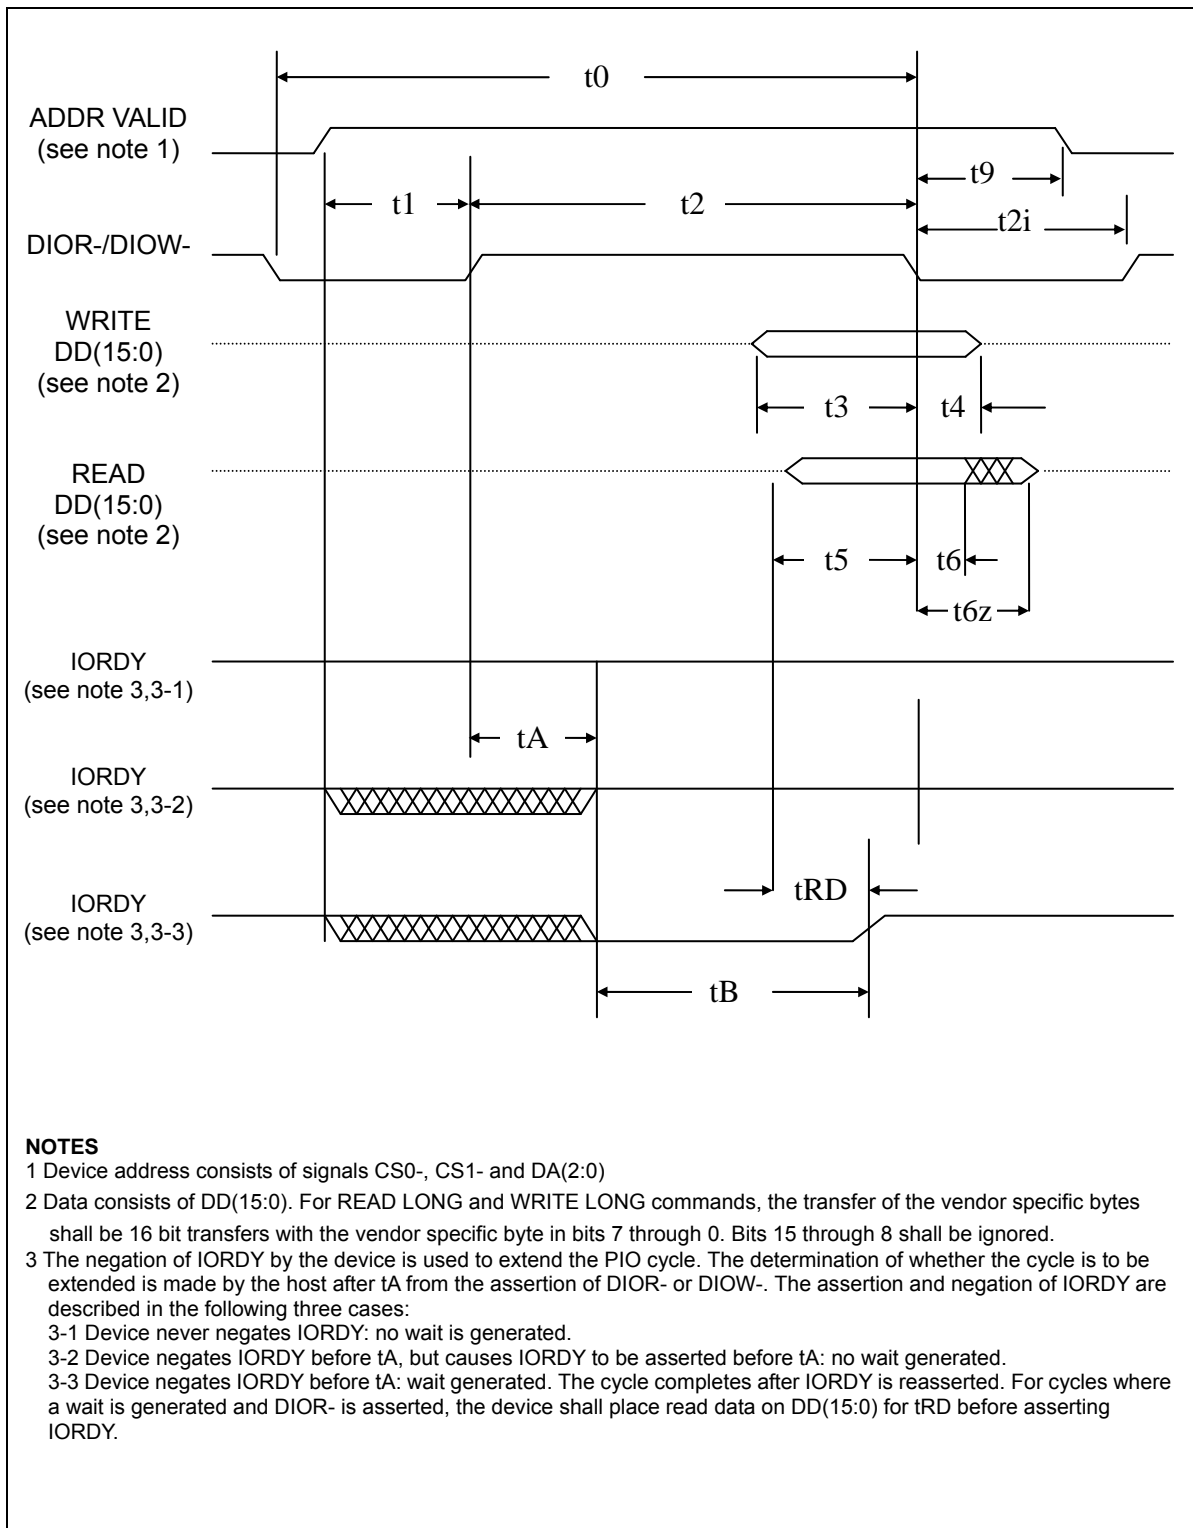 t0
ADDR VALID
(see note 1)
t9
t1
t2
t2i
DIOR-/DIOW-
WRITE
DD(15:0)
(see note 2)
t3
t4
READ
DD(15:0)
(see note 2)
t5
t6
t6z
IORDY
(see note 3,3-1)
tA
IORDY
(see note 3,3-2)
tRD
IORDY
(see note 3,3-3)
tB
NOTES
1 Device address consists of signals CS0-, CS1- and DA(2:0)
2 Data consists of DD(15:0). For READ LONG and WRITE LONG commands, the transfer of the vendor specific bytes
shall be 16 bit transfers with the vendor specific byte in bits 7 through 0. Bits 15 through 8 shall be ignored.
3 The negation of IORDY by the device is used to extend the PIO cycle. The determination of whether the cycle is to be
extended is made by the host after tA from the assertion of DIOR- or DIOW-. The assertion and negation of IORDY are
described in the following three cases:
3-1 Device never negates IORDY: no wait is generated.
3-2 Device negates IORDY before tA, but causes IORDY to be asserted before tA: no wait generated.
3-3 Device negates IORDY before tA: wait generated. The cycle completes after IORDY is reasserted. For cycles where
a wait is generated and DIOR- is asserted, the device shall place read data on DD(15:0) for tRD before asserting
IORDY.